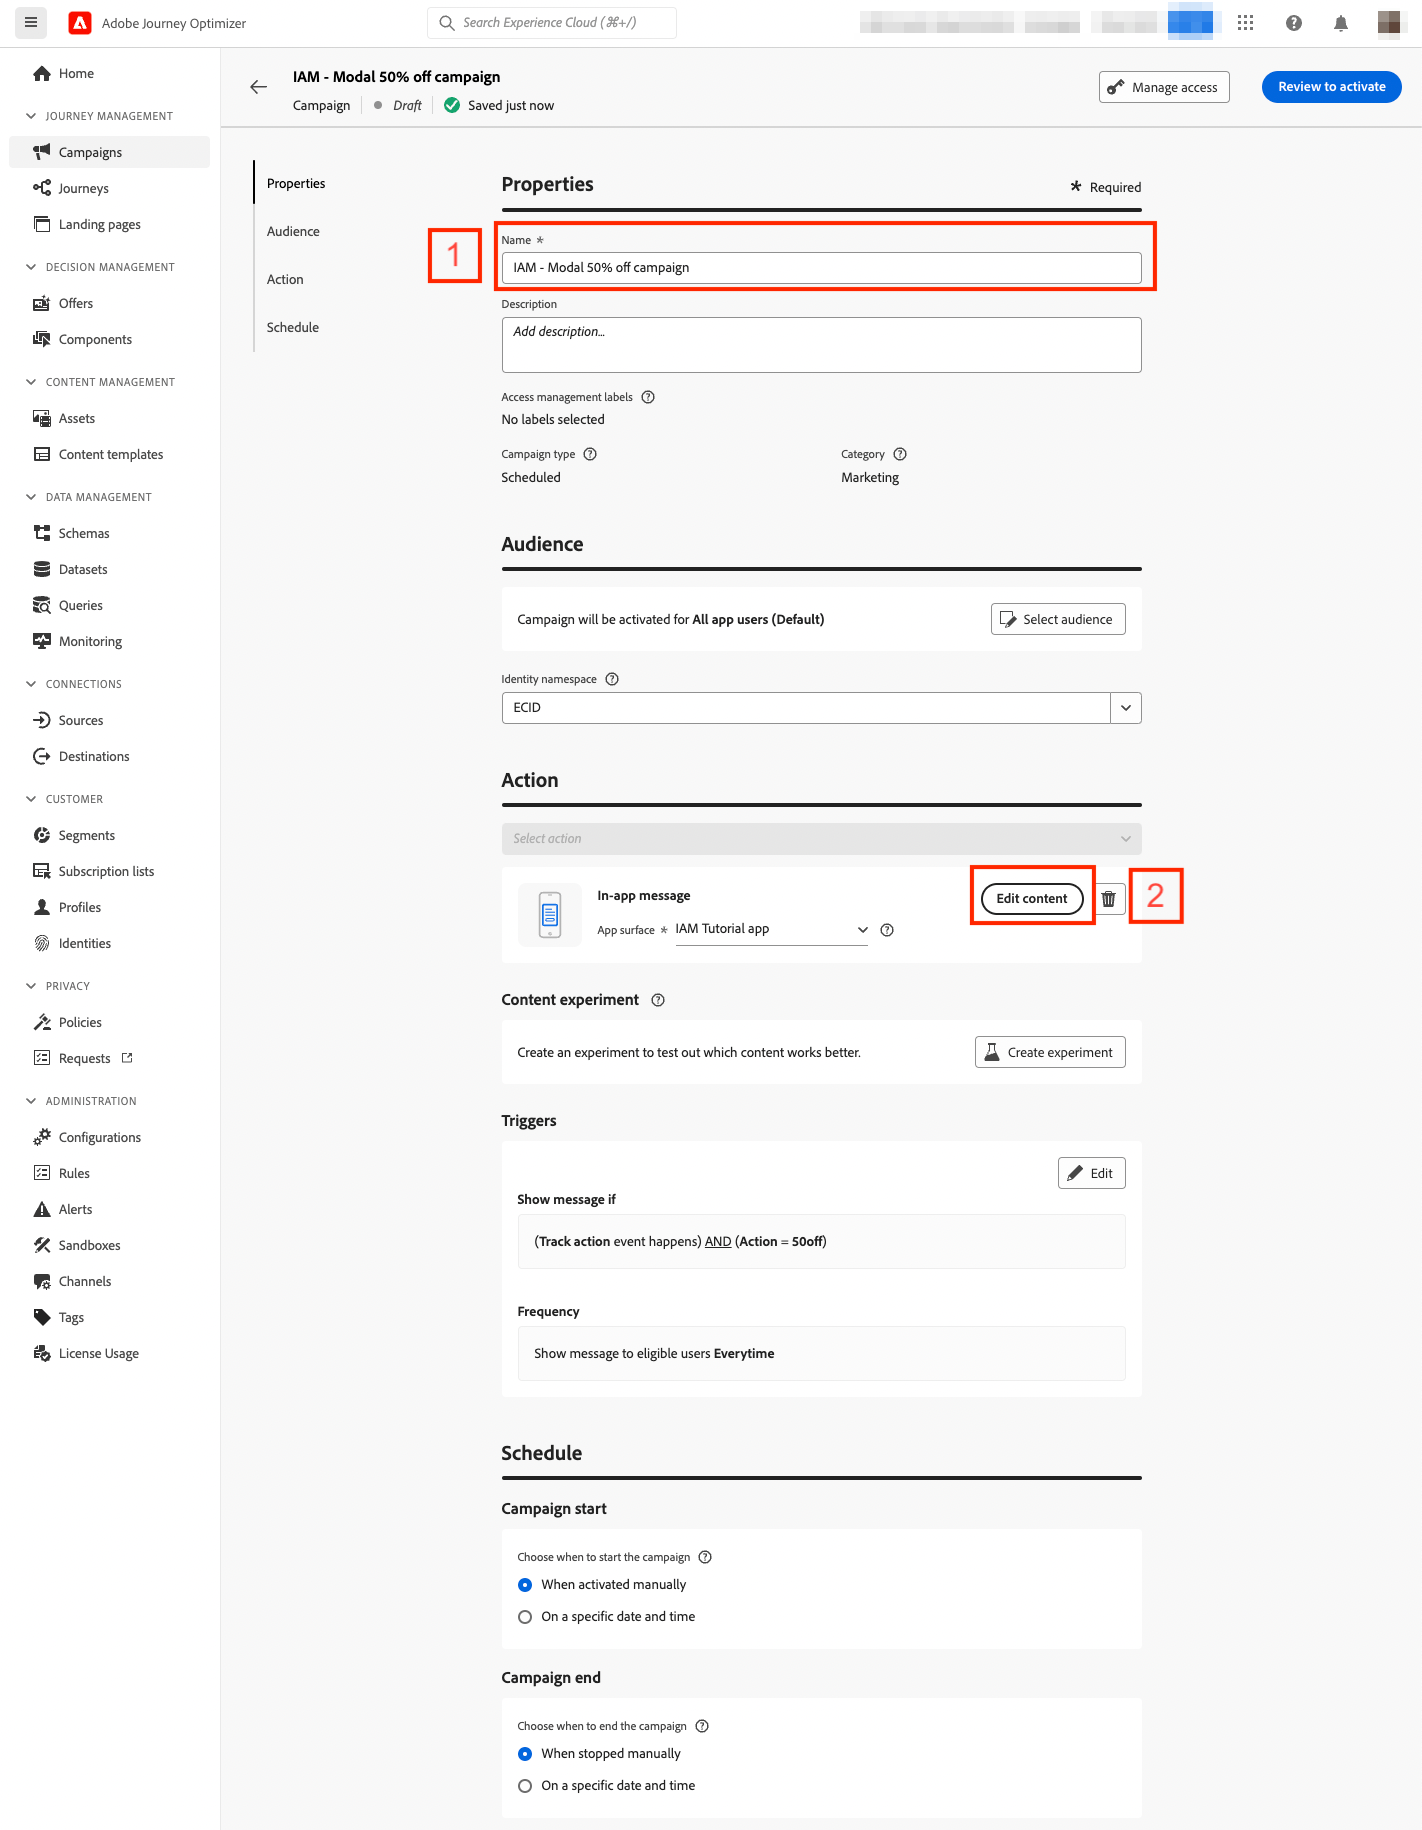 Adobe Journey Optimizer
Search Experience Cloud (⌘+/)
Home
JOURNEY MANAGEMENT
Campaigns
Journeys
Landing pages
DECISION MANAGEMENT
Offers
Components
CONTENT MANAGEMENT
Assets
Content templates
DATA MANAGEMENT
Schemas
Datasets
Queries
Monitoring
CONNECTIONS
Sources
Destinations
CUSTOMER
Segments
Subscription lists
Profiles
Identities
PRIVACY
Policies
Requests
ADMINISTRATION
Configurations
Rules
Alerts
Sandboxes
Channels
Tags
License Usage
IAM - Modal 50% off campaign
Campaign Draft Saved just now
Manage access
Review to activate
Properties
Audience
Action
Schedule
Properties
* Required
1
Name *
IAM - Modal 50% off campaign
Description
Add description...
Access management labels
No labels selected
Campaign type
Scheduled
Category
Marketing
Audience
Campaign will be activated for All app users (Default)
Select audience
Identity namespace
ECID
Action
Select action
In-app message
App surface * IAM Tutorial app
Edit content
2
Content experiment
Create an experiment to test out which content works better.
Create experiment
Triggers
Edit
Show message if
(Track action event happens) AND (Action = 50off)
Frequency
Show message to eligible users Everytime
Schedule
Campaign start
Choose when to start the campaign
When activated manually
On a specific date and time
Campaign end
Choose when to end the campaign
When stopped manually
On a specific date and time